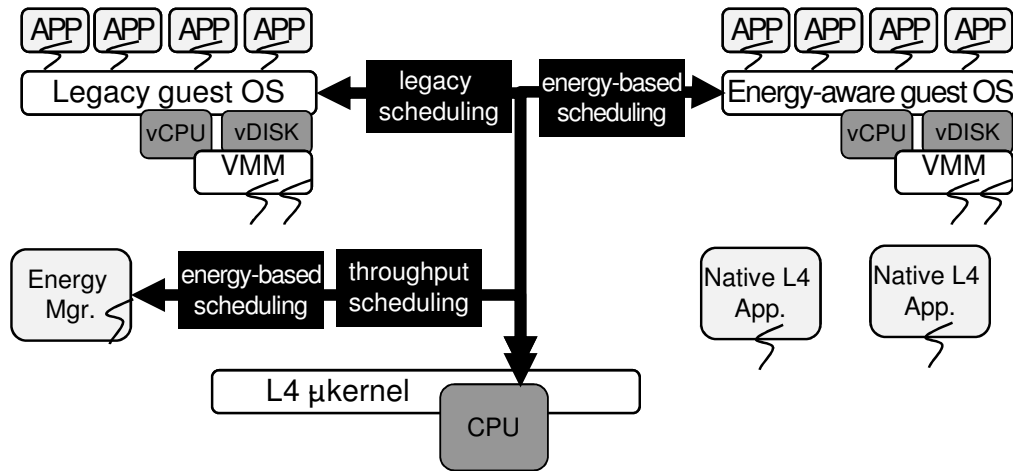 APP APP APP APP
APP APP APP APP
Legacy guest OS
legacy
scheduling
energy-based
scheduling
Energy-aware guest OS
vCPU
vDISK
VMM
vCPU
vDISK
VMM
Energy
Mgr.
energy-based
scheduling
throughput
scheduling
Native L4
App.
Native L4
App.
L4 μkernel
CPU